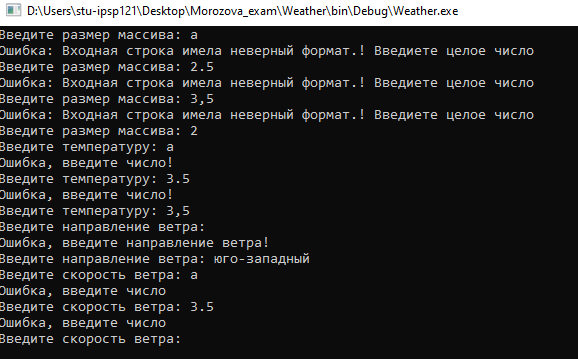 D:\Users\stu-ipsp121\Desktop\Morozova_exam\Weather\bin\Debug\Weather.exe
Введите размер массива: a
Ошибка: Входная строка имела неверный формат.! Введиете целое число
Введите размер массива: 2.5
Ошибка: Входная строка имела неверный формат.! Введиете целое число
Введите размер массива: 3,5
Ошибка: Входная строка имела неверный формат.! Введиете целое число
Введите размер массива: 2
Введите температуру: a
Ошибка, введите число!
Введите температуру: 3.5
Ошибка, введите число!
Введите температуру: 3,5
Введите направление ветра:
Ошибка, введите направление ветра!
Введите направление ветра: юго-западный
Введите скорость ветра: a
Ошибка, введите число
Введите скорость ветра: 3.5
Ошибка, введите число
Введите скорость ветра: